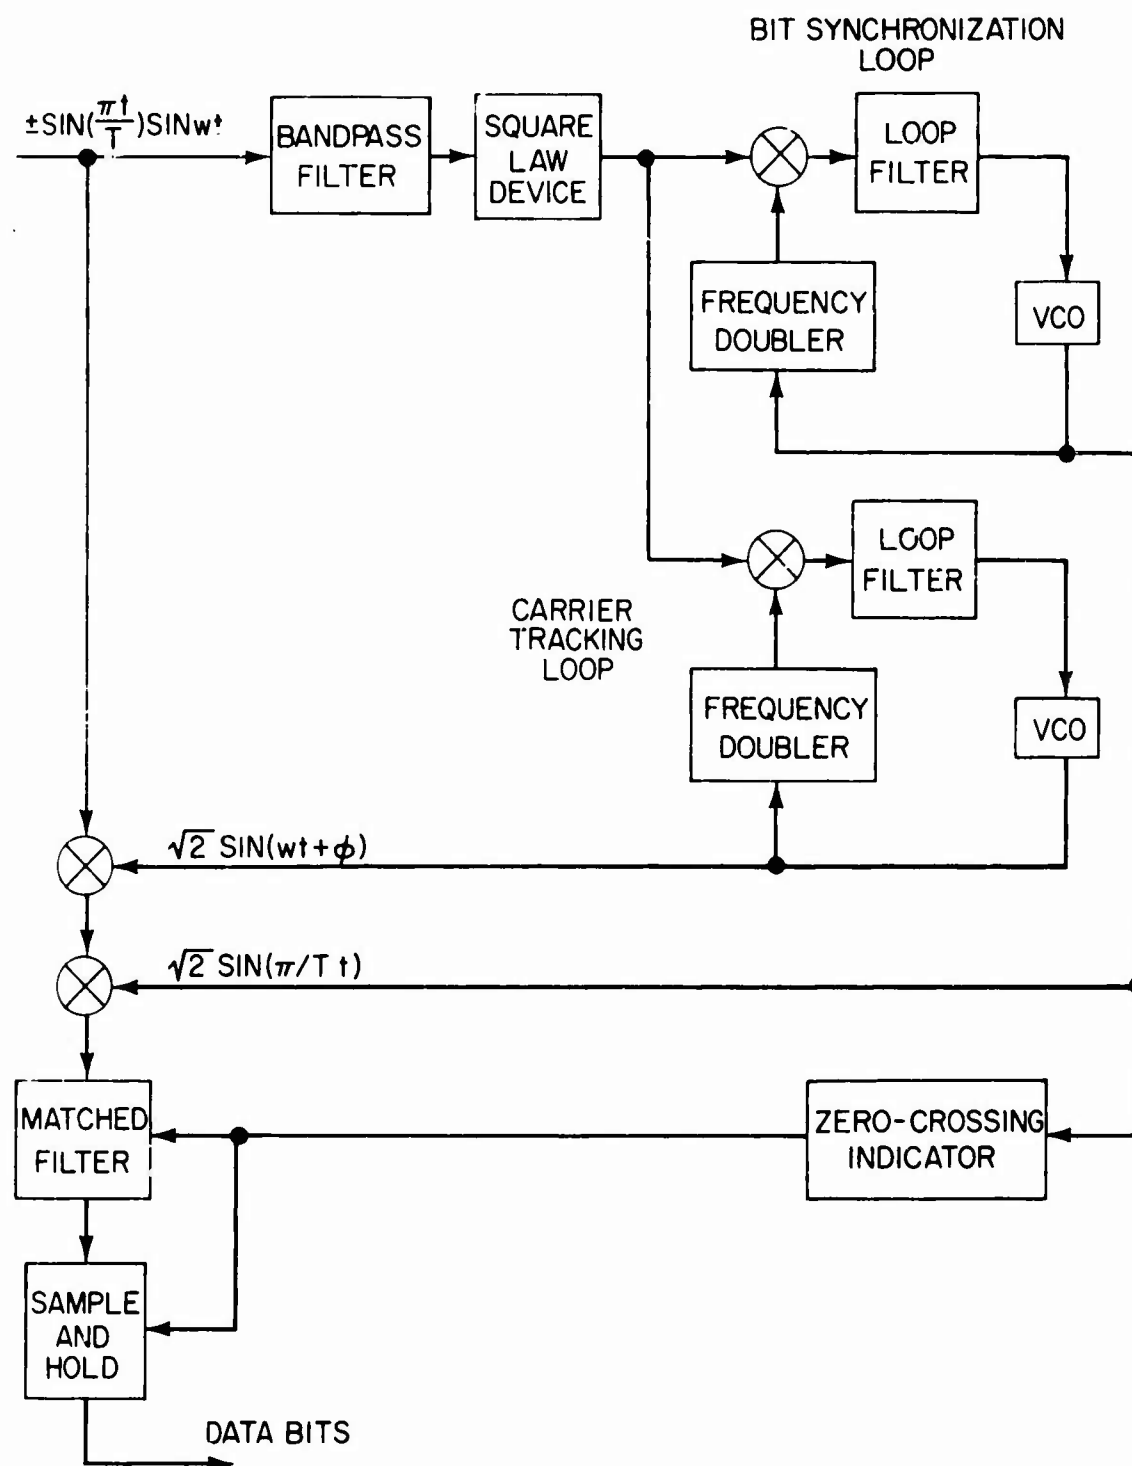 BIT SYNCHRONIZATION
LOOP
±SIN(πt/T)SINwt
BANDPASS
FILTER
SQUARE
LAW
DEVICE
LOOP
FILTER
FREQUENCY
DOUBLER
VCO
LOOP
FILTER
CARRIER
TRACKING
LOOP
FREQUENCY
DOUBLER
VCO
√2 SIN(wt+ϕ)
√2 SIN(π/T t)
MATCHED
FILTER
ZERO-CROSSING
INDICATOR
SAMPLE
AND
HOLD
DATA BITS